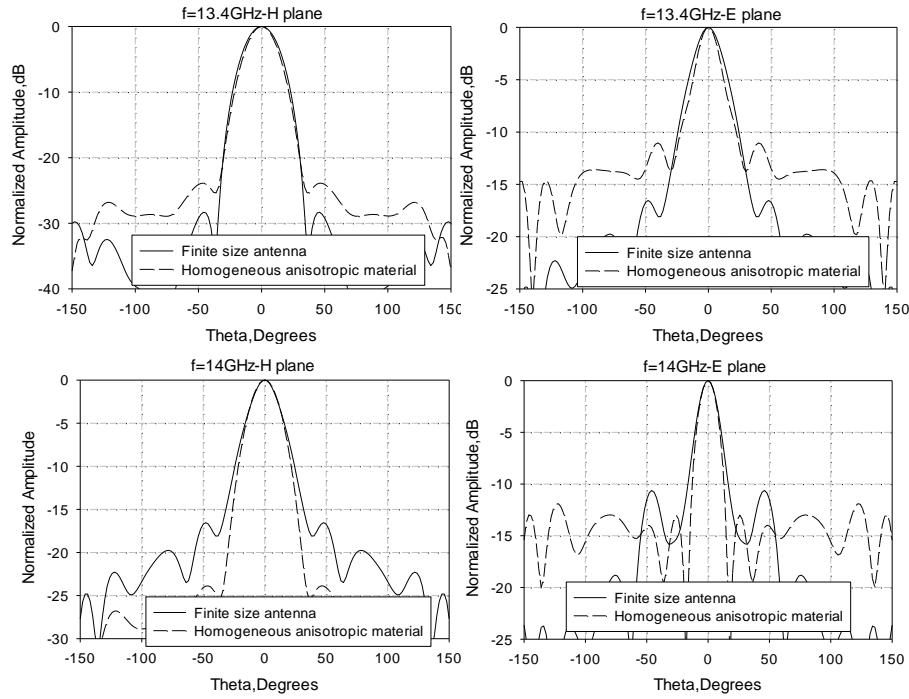 f=13.4GHz-H plane
0
-10
-20
-30
-40
Normalized Amplitude,dB
Finite size antenna
Homogeneous anisotropic material
-150 -100 -50 0 50 100 150
Theta,Degrees
f=13.4GHz-E plane
0
-5
-10
-15
-20
-25
Normalized Amplitude,dB
Finite size antenna
Homogeneous anisotropic material
-150 -100 -50 0 50 100 150
Theta,Degrees
f=14GHz-H plane
0
-5
-10
-15
-20
-25
-30
Normalized Amplitude
Finite size antenna
Homogeneous anisotropic material
-150 -100 -50 0 50 100 150
Theta,Degrees
f=14GHz-E plane
0
-5
-10
-15
-20
-25
Normalized Amplitude,dB
Finite size antenna
Homogeneous anisotropic material
-150 -100 -50 0 50 100 150
Theta,Degrees